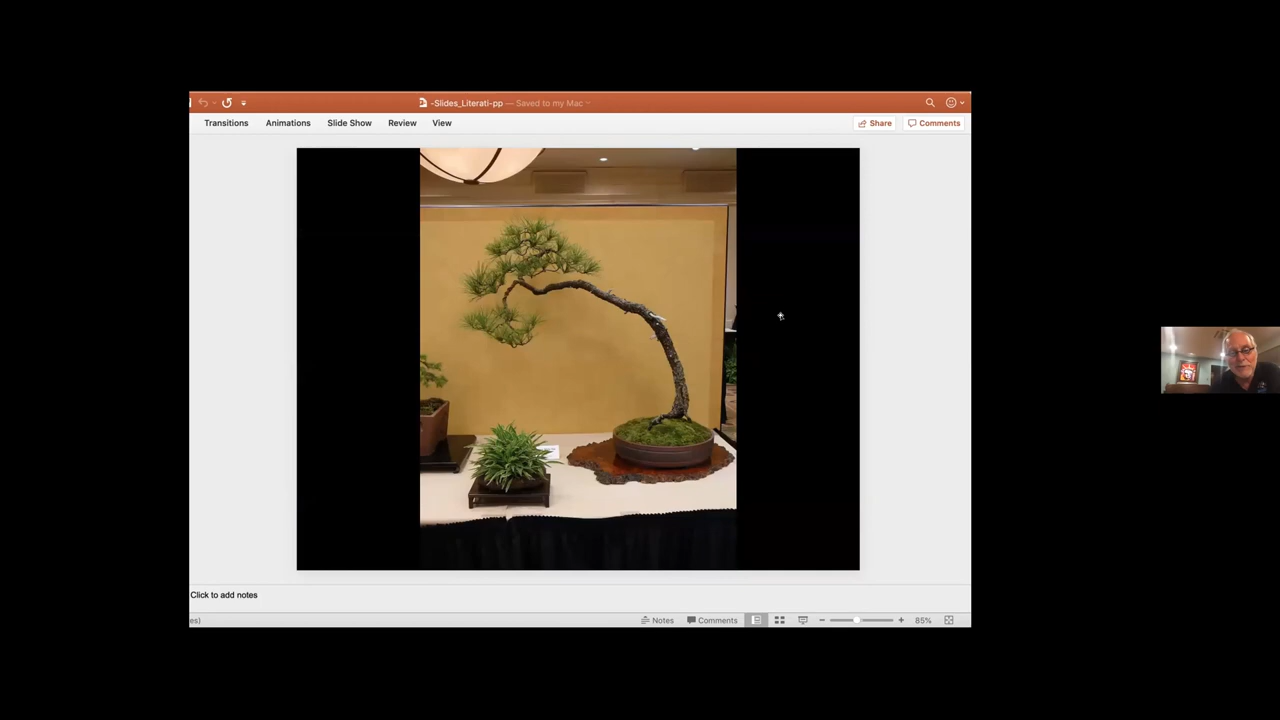 -Slides_Literati-pp — Saved to my Mac
Transitions Animations Slide Show Review View Share Comments
Click to add notes
es) Notes Comments 85%